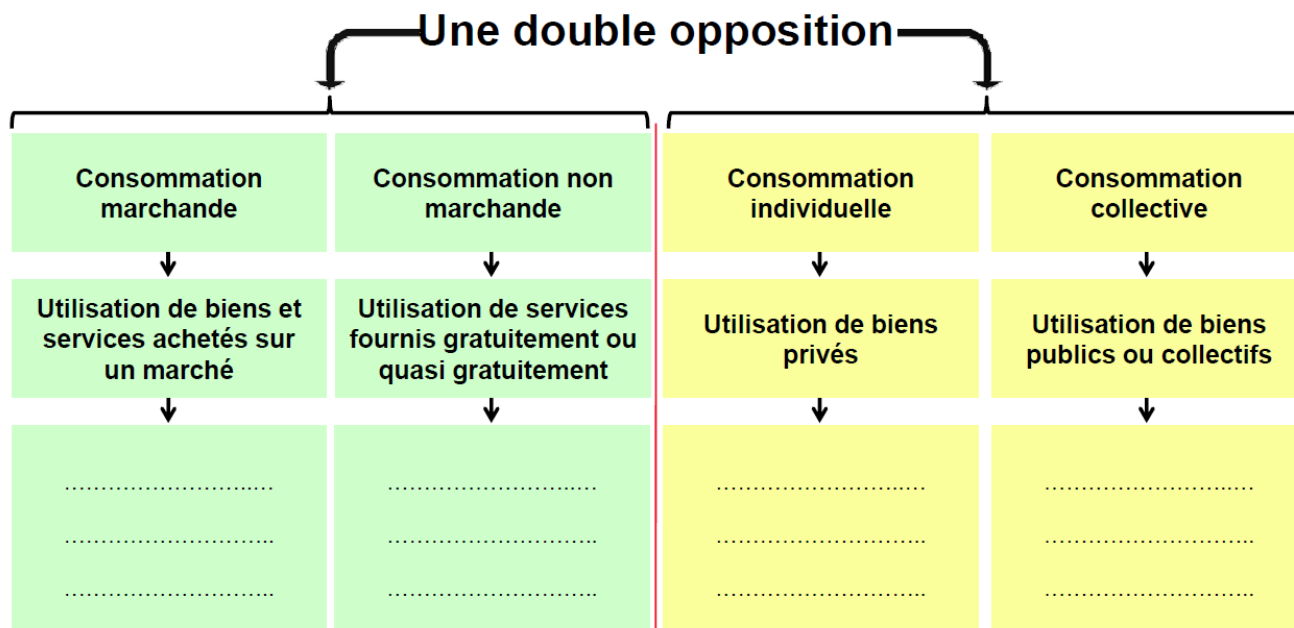 Une double opposition
Consommation
marchande
Consommation non
marchande
Consommation
individuelle
Consommation
collective
Utilisation de biens et
services achetés sur
un marché
Utilisation de services
fournis gratuitement ou
quasi gratuitement
Utilisation de biens
privés
Utilisation de biens
publics ou collectifs
……………………..…
………………………..
………………………..
……………………..…
………………………..
………………………..
……………………..…
………………………..
………………………..
……………………..…
………………………..
………………………..